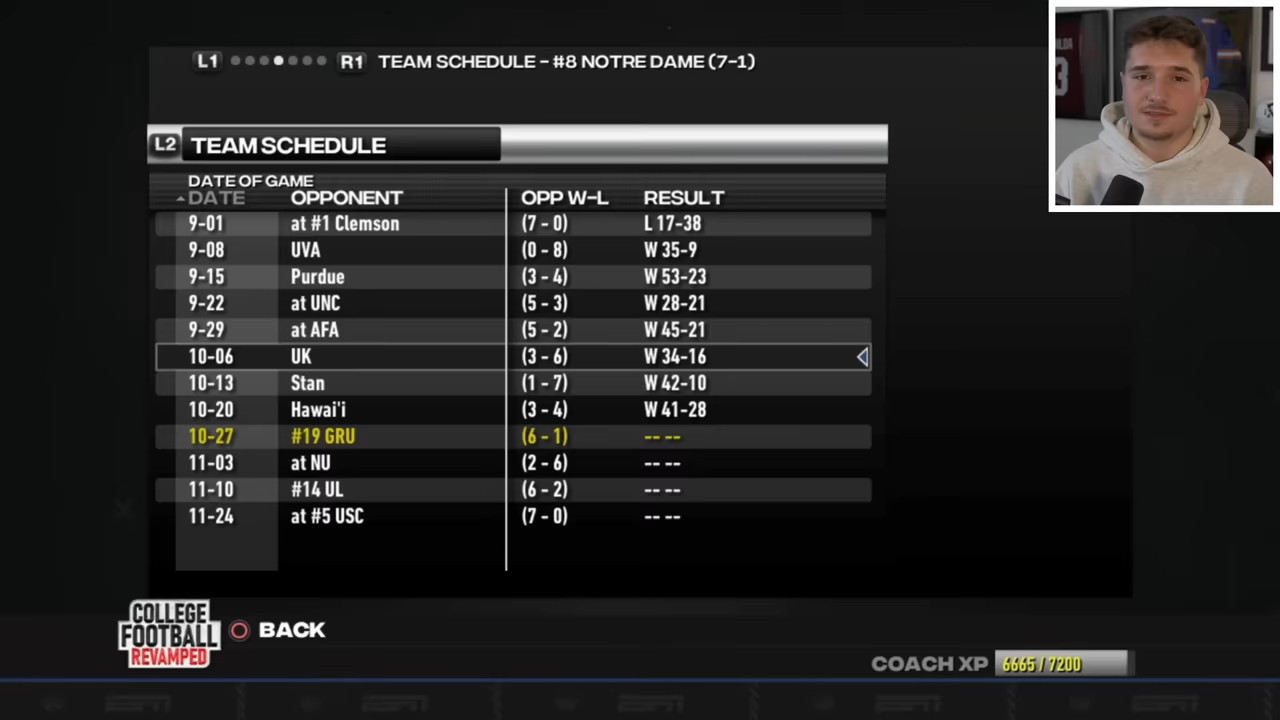 L1 R1 TEAM SCHEDULE - #8 NOTRE DAME (7-1)
L2 TEAM SCHEDULE
DATE OF GAME
DATE OPPONENT OPP W-L RESULT
9-01 at #1 Clemson (7 - 0) L 17-38
9-08 UVA (0 - 8) W 35-9
9-15 Purdue (3 - 4) W 53-23
9-22 at UNC (5 - 3) W 28-21
9-29 at AFA (5 - 2) W 45-21
10-06 UK (3 - 6) W 34-16
10-13 Stan (1 - 7) W 42-10
10-20 Hawai'i (3 - 4) W 41-28
10-27 #19 GRU (6 - 1) -- --
11-03 at NU (2 - 6) -- --
11-10 #14 UL (6 - 2) -- --
11-24 at #5 USC (7 - 0) -- --
COLLEGE
FOOTBALL
REVAMPED
BACK
COACH XP 6665 / 7200